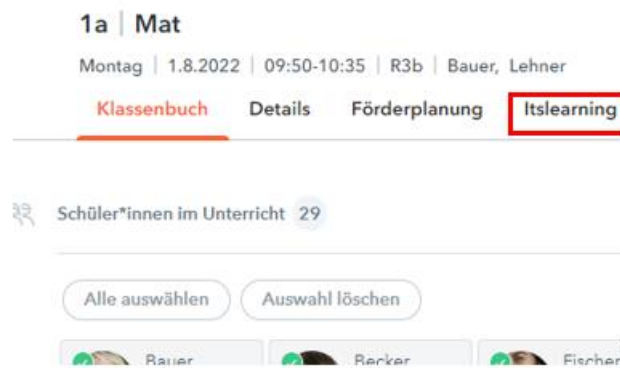 1a | Mat
Montag | 1.8.2022 | 09:50-10:35 | R3b | Bauer, Lehner
Klassenbuch Details Förderplanung Itslearning
Schüler*innen im Unterricht 29
Alle auswählen Auswahl löschen
Bauer Becker Fischer